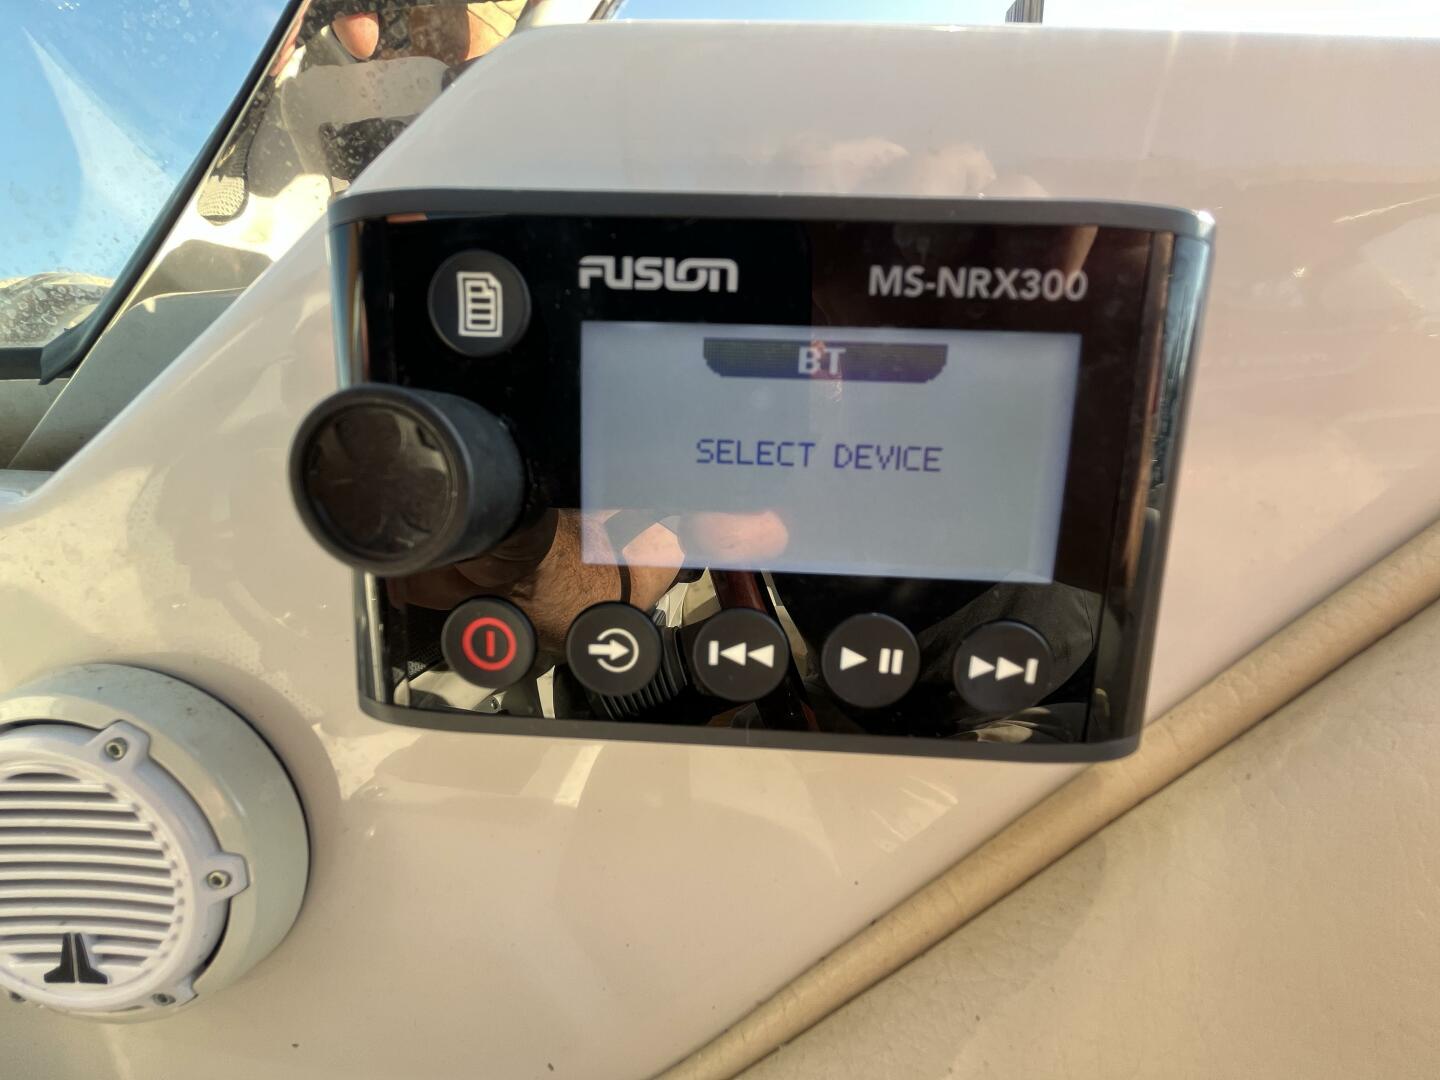 FUSION
MS-NRX300
BT
SELECT DEVICE